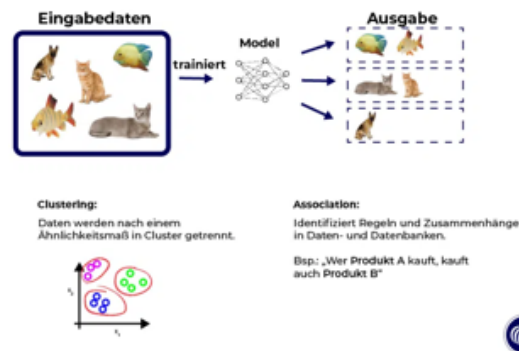 Eingabedaten
Ausgabe
Model
trainiert
Clustering:
Daten werden nach einem
Ähnlichkeitsmaß in Cluster getrennt.
Association:
Identifiziert Regeln und Zusammenhänge
in Daten- und Datenbanken.
Bsp.: „Wer Produkt A kauft, kauft
auch Produkt B“